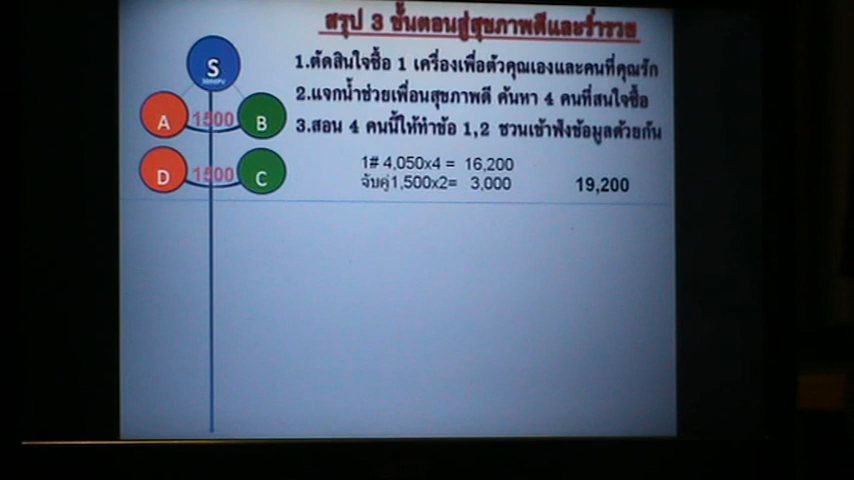 สรุป 3 ขั้นตอนสู่สุขภาพดีและร่ำรวย
S
1.ตัดสินใจซื้อ 1 เครื่องเพื่อตัวคุณเองและคนที่คุณรัก
2.แจกน้ำช่วยเพื่อนสุขภาพดี ค้นหา 4 คนที่สนใจซื้อ
A 1500 B
3.สอน 4 คนนี้ให้ทำข้อ 1,2 ชวนเข้าฟังข้อมูลด้วยกัน
1# 4,050x4 = 16,200
D 1500 C
จับคู่1,500x2= 3,000 19,200